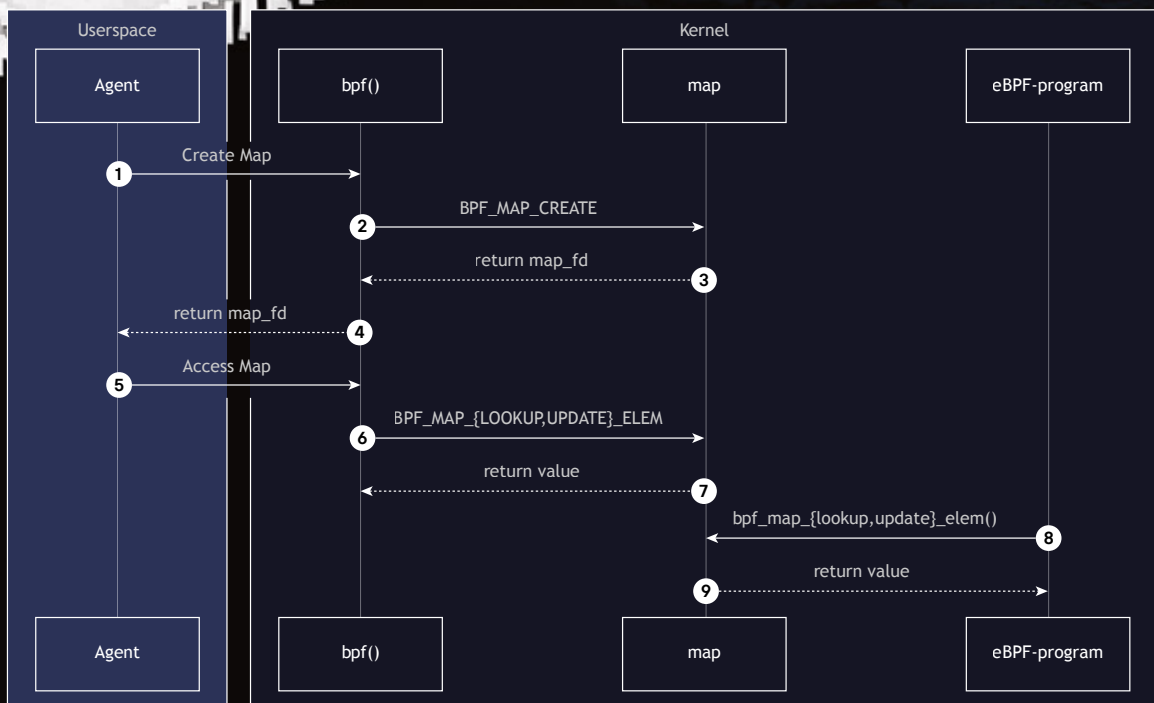 Userspace
Kernel
Agent
bpf()
map
eBPF-program
1
Create Map
2
BPF_MAP_CREATE
return map_fd
3
return map_fd
4
5
Access Map
6
BPF_MAP_{LOOKUP,UPDATE}_ELEM
return value
7
bpf_map_{lookup,update}_elem()
8
9
return value
Agent
bpf()
map
eBPF-program